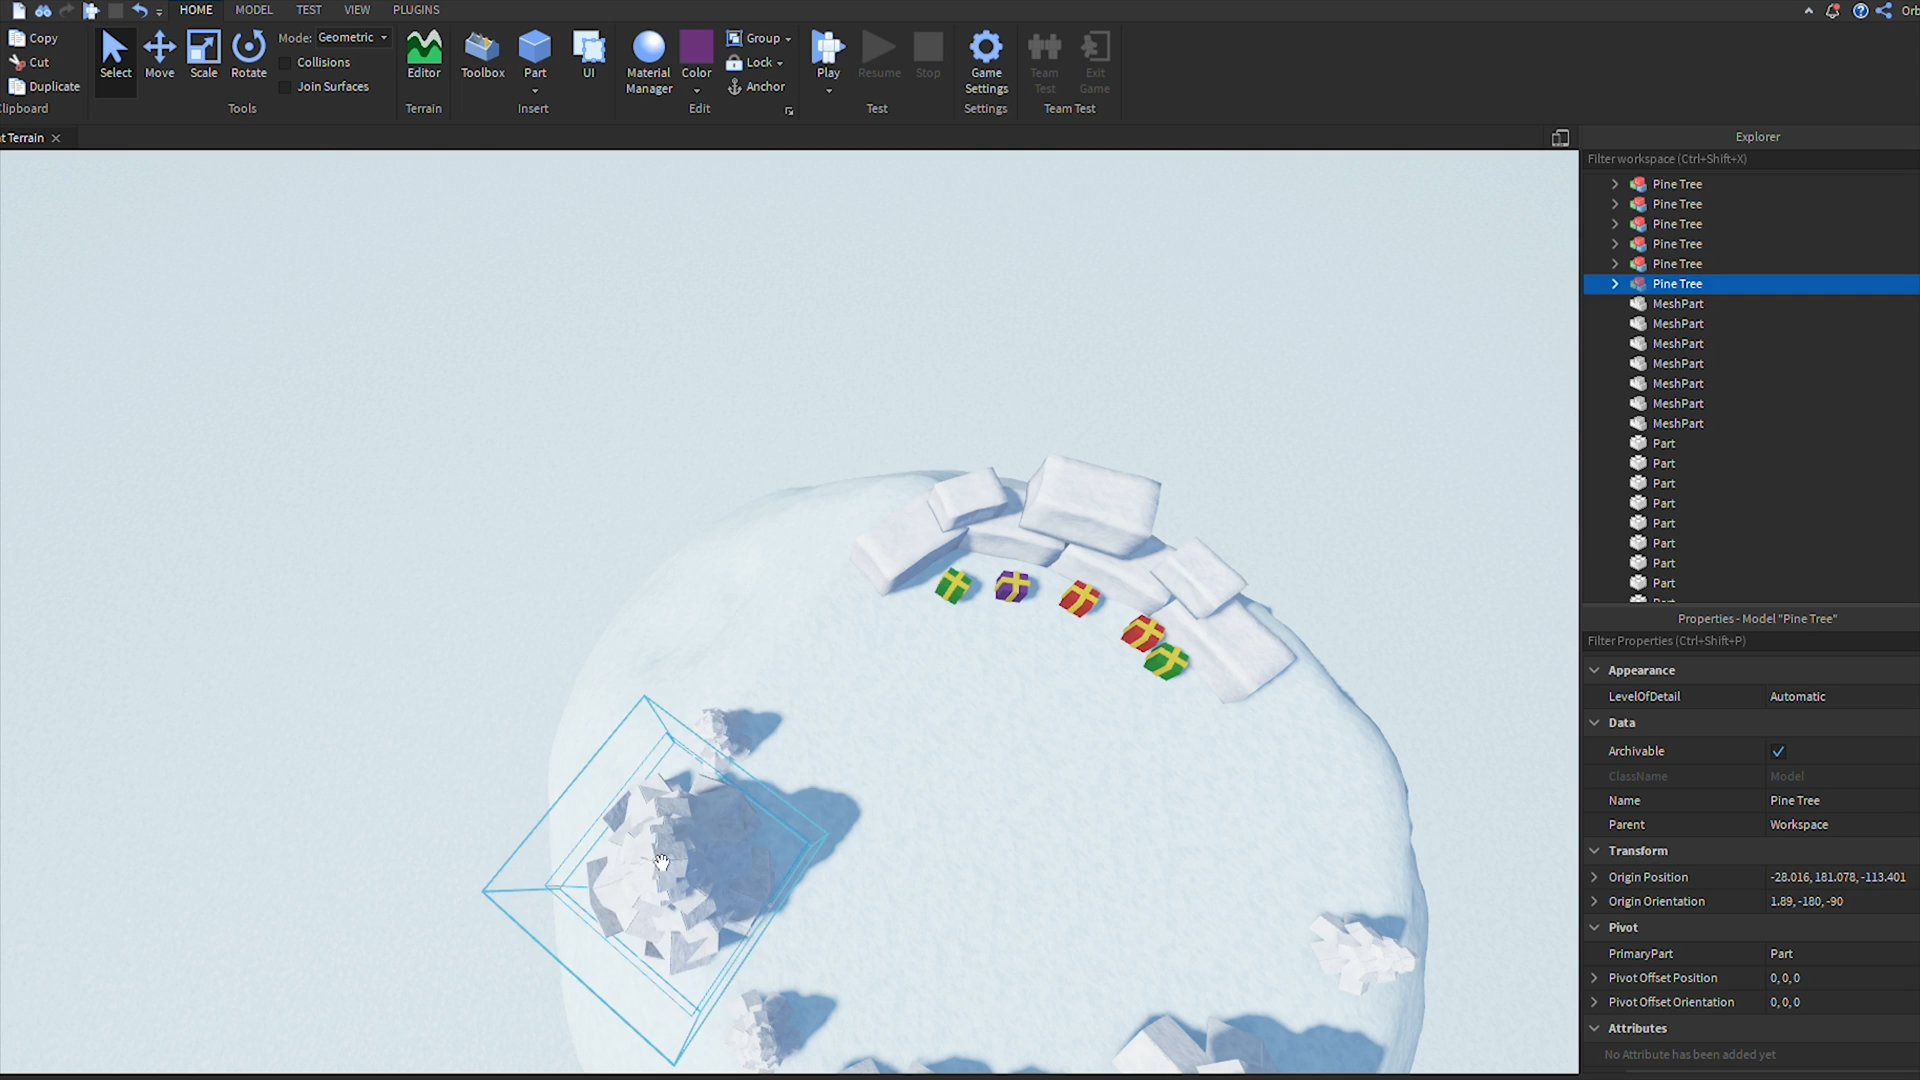 HOME MODEL TEST VIEW PLUGINS
Copy
Cut
Duplicate
Clipboard
Select
Move
Scale
Rotate
Mode: Geometric
Collisions
Join Surfaces
Tools
Editor
Terrain
Toolbox
Part
UI
Insert
Material
Manager
Color
Group
Lock
Anchor
Edit
Play
Resume
Stop
Test
Game
Settings
Settings
Team
Test
Exit
Game
Team Test
Orb
t Terrain
Explorer
Filter workspace (Ctrl+Shift+X)
Pine Tree
Pine Tree
Pine Tree
Pine Tree
Pine Tree
Pine Tree
MeshPart
MeshPart
MeshPart
MeshPart
MeshPart
MeshPart
MeshPart
Part
Part
Part
Part
Part
Part
Part
Part
Properties - Model "Pine Tree"
Filter Properties (Ctrl+Shift+P)
Appearance
LevelOfDetail Automatic
Data
Archivable
ClassName Model
Name Pine Tree
Parent Workspace
Transform
Origin Position -28.016, 181.078, -113.401
Origin Orientation 1.89, -180, -90
Pivot
PrimaryPart Part
Pivot Offset Position 0, 0, 0
Pivot Offset Orientation 0, 0, 0
Attributes
No Attribute has been added yet